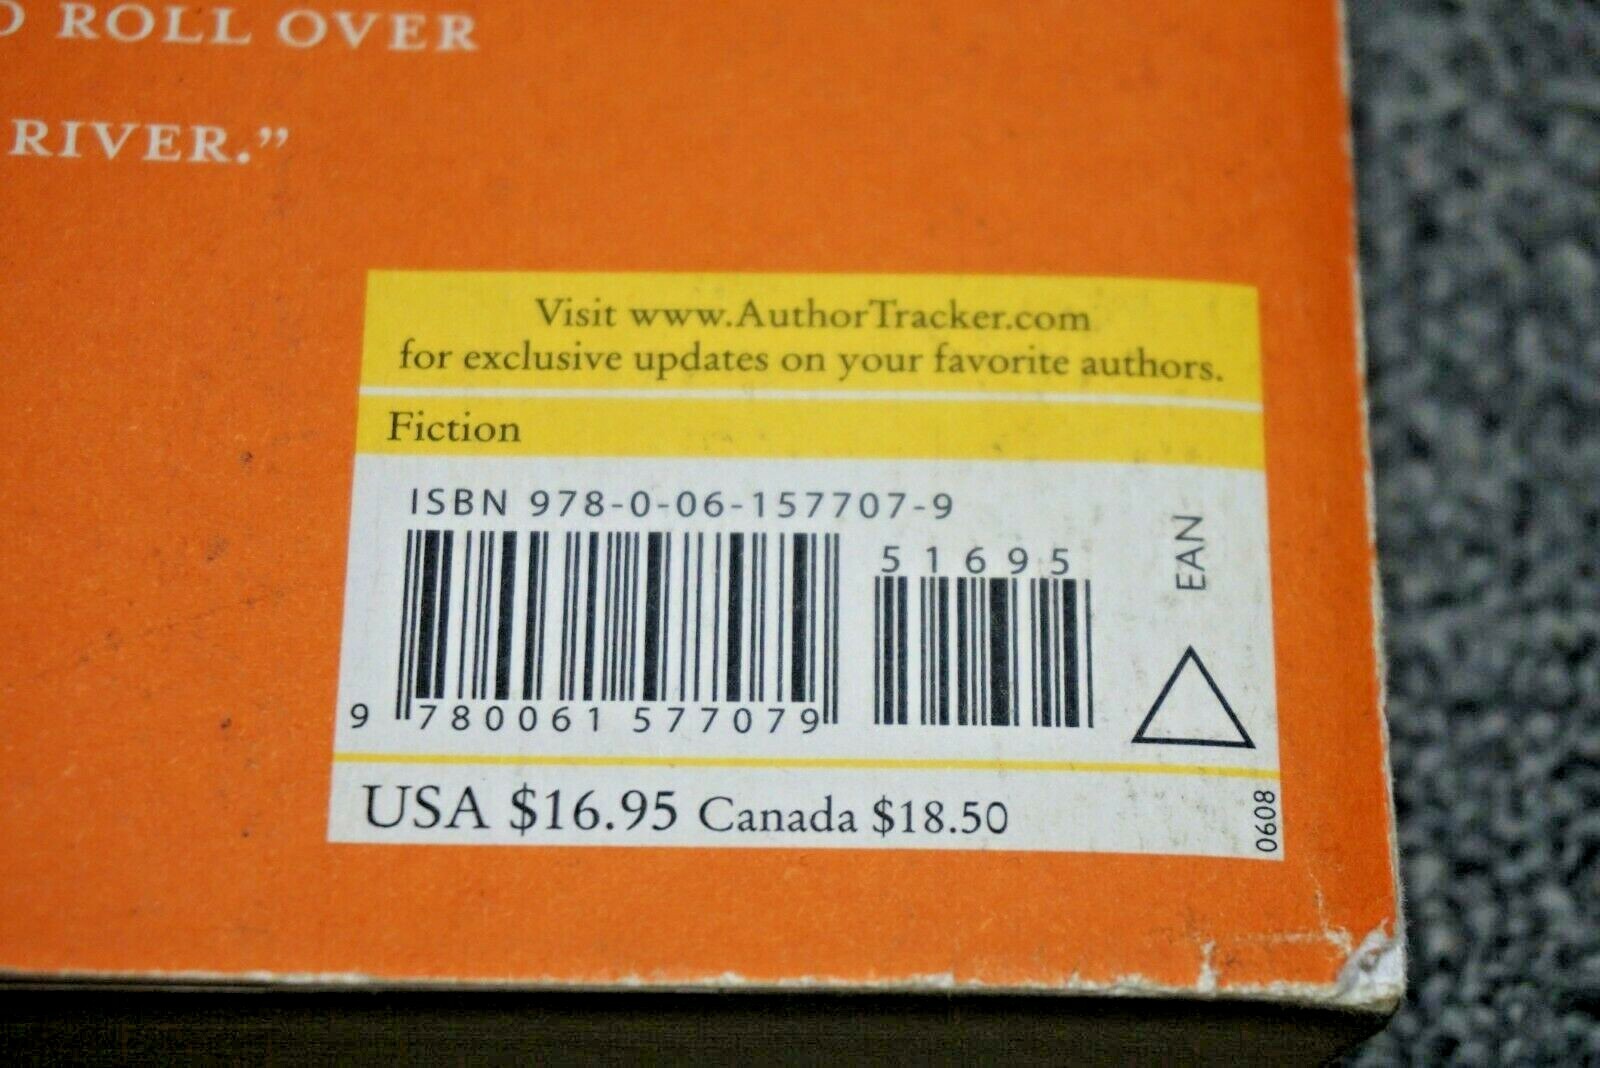 ROLL OVER
RIVER.”
Visit www.AuthorTracker.com
for exclusive updates on your favorite authors.
Fiction
ISBN 978-0-06-157707-9
51695
EAN
9 780061 577079
USA $16.95 Canada $18.50
0608